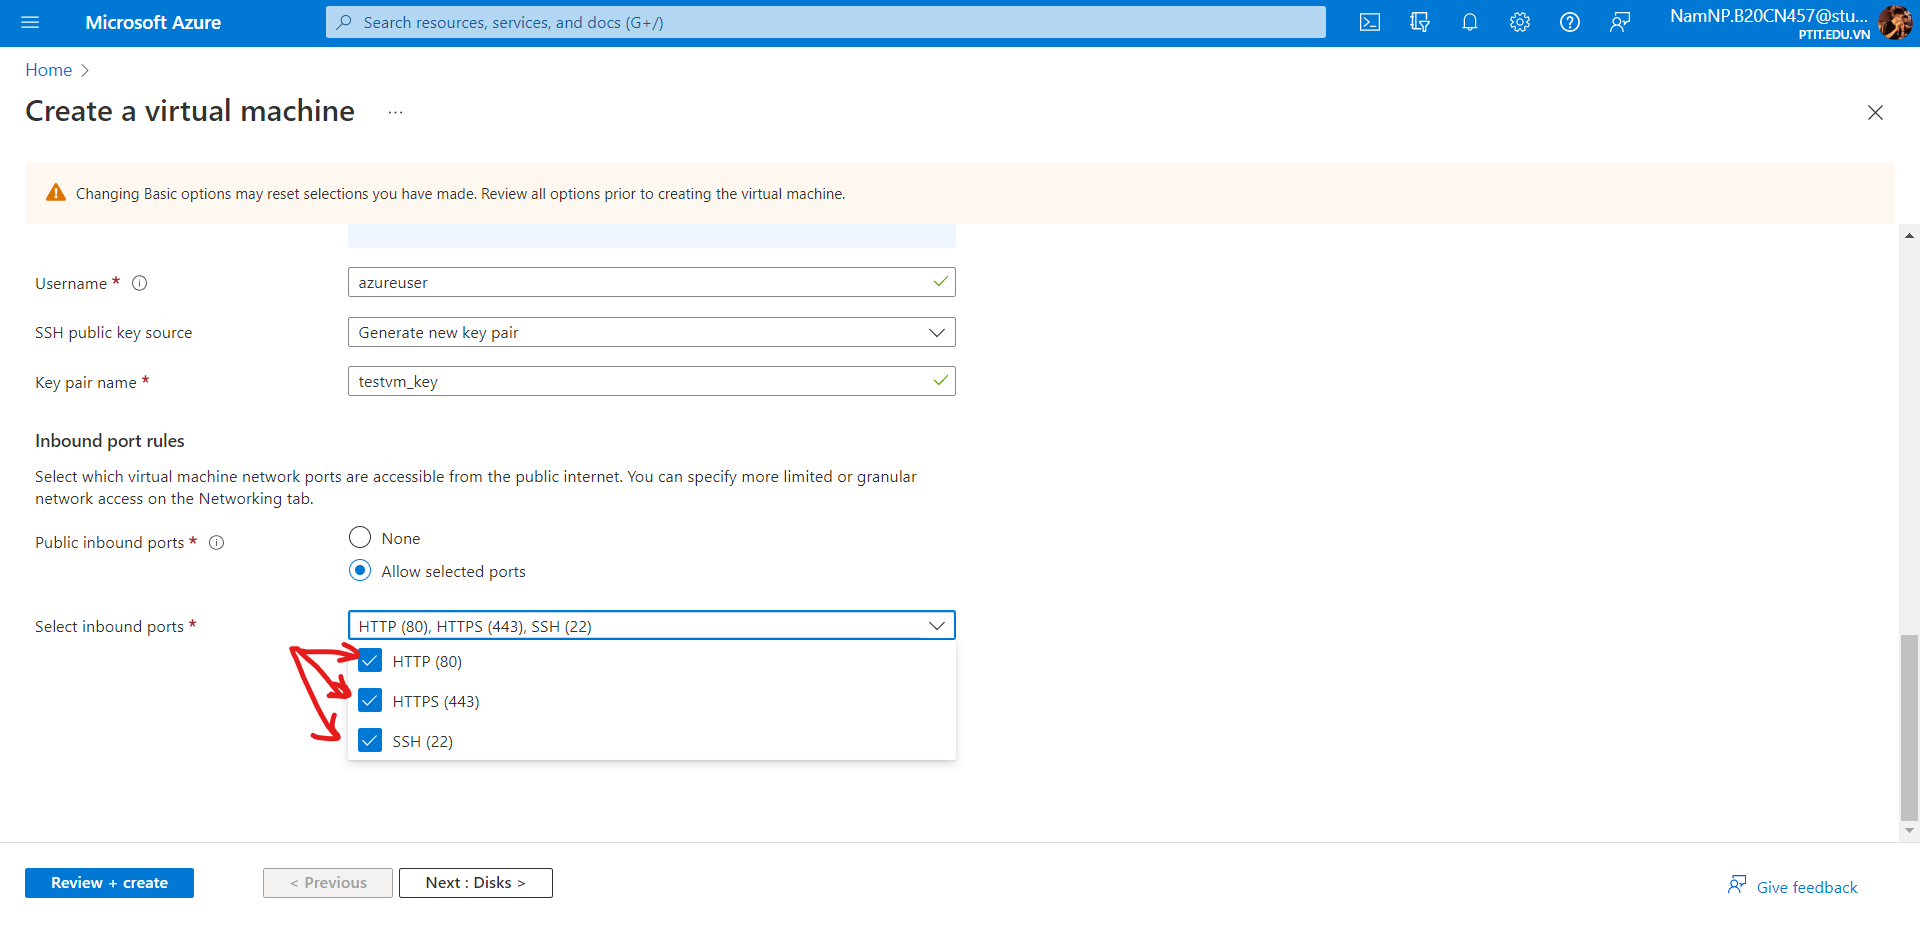 Microsoft Azure
Search resources, services, and docs (G+/)
NamNP.B20CN457@stu...
PTIT.EDU.VN
Home
Create a virtual machine
...
Changing Basic options may reset selections you have made. Review all options prior to creating the virtual machine.
Username *
azureuser
SSH public key source
Generate new key pair
Key pair name *
testvm_key
Inbound port rules
Select which virtual machine network ports are accessible from the public internet. You can specify more limited or granular
network access on the Networking tab.
Public inbound ports *
None
Allow selected ports
Select inbound ports *
HTTP (80), HTTPS (443), SSH (22)
HTTP (80)
HTTPS (443)
SSH (22)
Review + create
< Previous
Next : Disks >
Give feedback